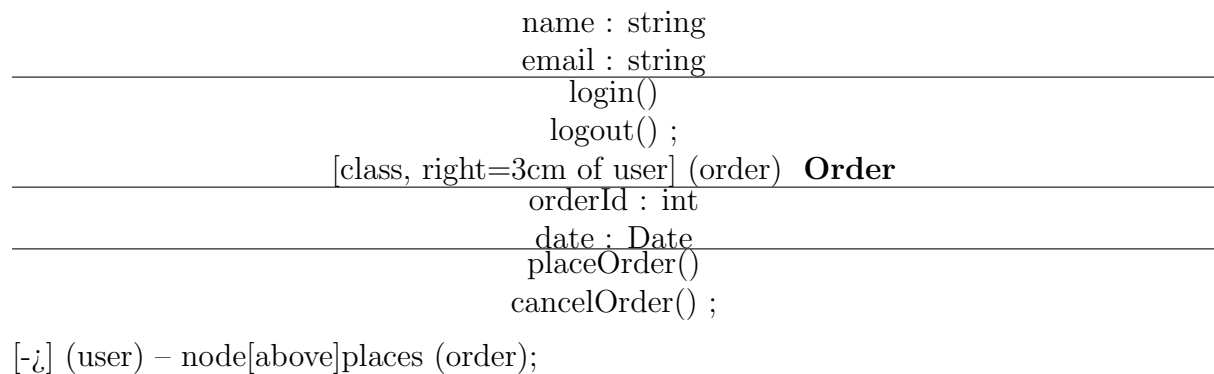 name : string
email : string
login()
logout() ;
[class, right=3cm of user] (order) Order
orderId : int
date : Date
placeOrder()
cancelOrder() ;
[-¿] (user) – node[above]places (order);